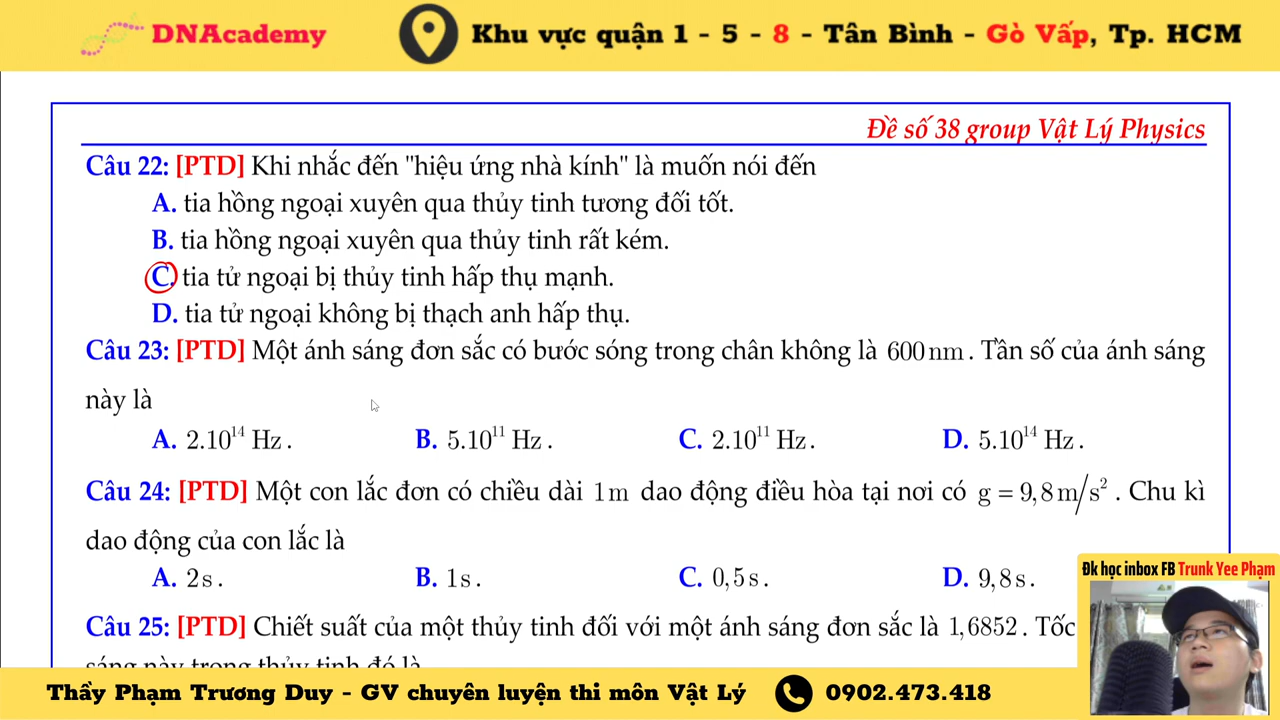 DNAcademy
Khu vực quận 1 - 5 - 8 - Tân Bình - Gò Vấp, Tp. HCM
Đề số 38 group Vật Lý Physics
Câu 22: [PTD] Khi nhắc đến "hiệu ứng nhà kính" là muốn nói đến
A. tia hồng ngoại xuyên qua thủy tinh tương đối tốt.
B. tia hồng ngoại xuyên qua thủy tinh rất kém.
C. tia tử ngoại bị thủy tinh hấp thụ mạnh.
D. tia tử ngoại không bị thạch anh hấp thụ.
Câu 23: [PTD] Một ánh sáng đơn sắc có bước sóng trong chân không là 600 nm. Tần số của ánh sáng
này là
A. 2.10¹⁴ Hz. B. 5.10¹¹ Hz. C. 2.10¹¹ Hz. D. 5.10¹⁴ Hz.
Câu 24: [PTD] Một con lắc đơn có chiều dài 1 m dao động điều hòa tại nơi có g = 9,8 m/s². Chu kì
dao động của con lắc là
A. 2 s. B. 1 s. C. 0,5 s. D. 9,8 s.
Câu 25: [PTD] Chiết suất của một thủy tinh đối với một ánh sáng đơn sắc là 1,6852. Tốc
sáng này trong thủy tinh đó là
Đk học inbox FB Trunk Yee Phạm
Thầy Phạm Trương Duy - GV chuyên luyện thi môn Vật Lý 0902.473.418